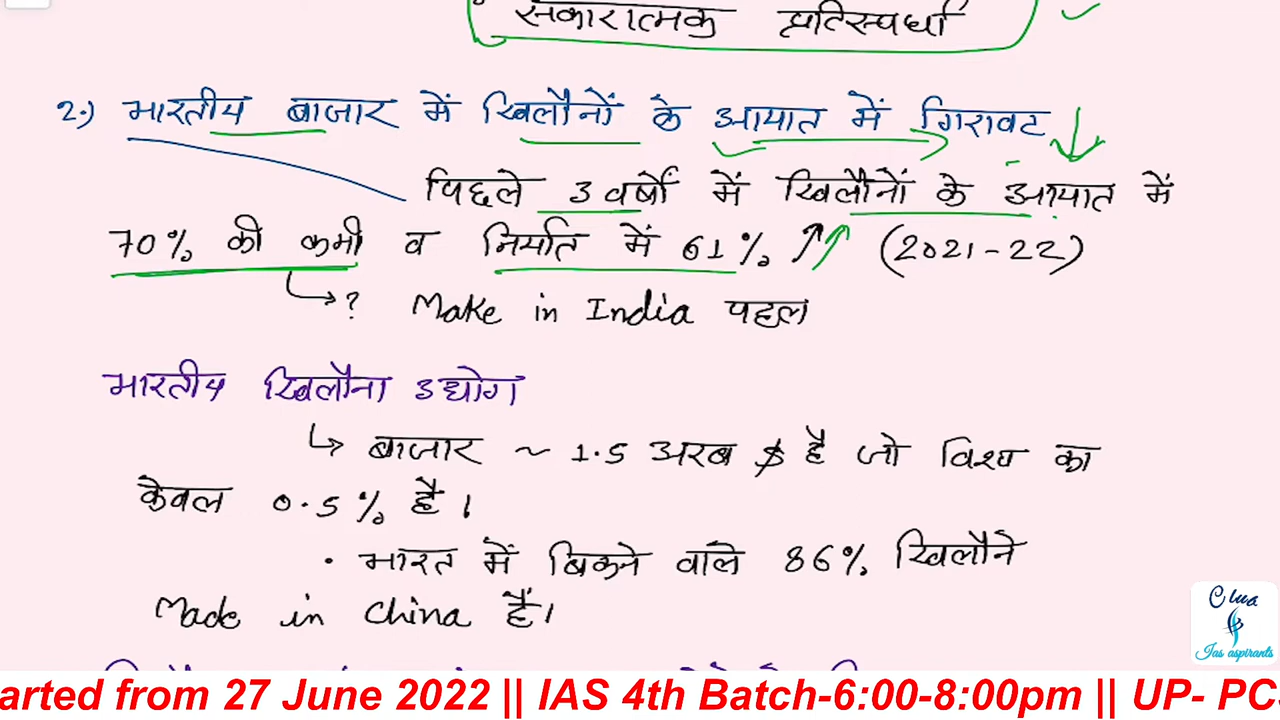 सकारात्मक प्रतिस्पर्धा
2.) भारतीय बाजार में खिलौनों के आयात में गिरावट
पिछले 3 वर्षों में खिलौनों के आयात में
70% की कमी व निर्यात में 61% (2021-22)
? Make in India पहल
भारतीय खिलौना उद्योग
बाजार ~ 1.5 अरब $ है जो विश्व का
केवल 0.5% है।
• भारत में बिकने वाले 86% खिलौने
Made in China हैं।
Clua
Ias aspirants
arted from 27 June 2022 || IAS 4th Batch-6:00-8:00pm || UP- PC